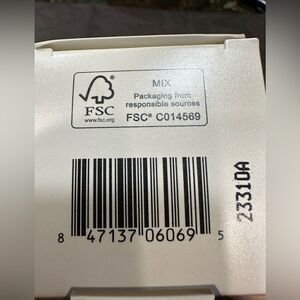 MIX
Packaging from
responsible sources
FSC® C014569
FSC
www.fsc.org
8 47137 06069 5
23310A